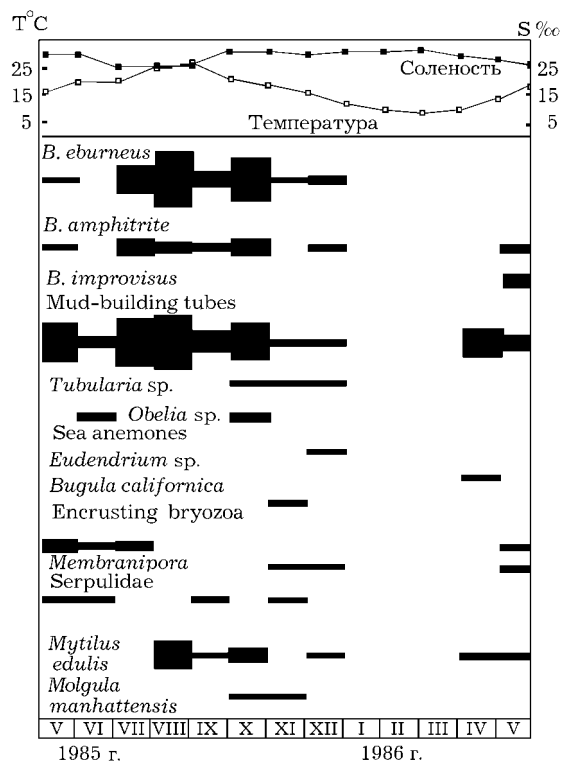 T°C
S ‰
25
15
5
25
15
5
Соленость
Температура
B. eburneus
B. amphitrite
B. improvisus
Mud-building tubes
Tubularia sp.
Obelia sp.
Sea anemones
Eudendrium sp.
Bugula californica
Encrusting bryozoa
Membranipora
Serpulidae
Mytilus
edulis
Molgula
manhattensis
V VI VII VIII IX X XI XII I II III IV V
1985 г. 1986 г.